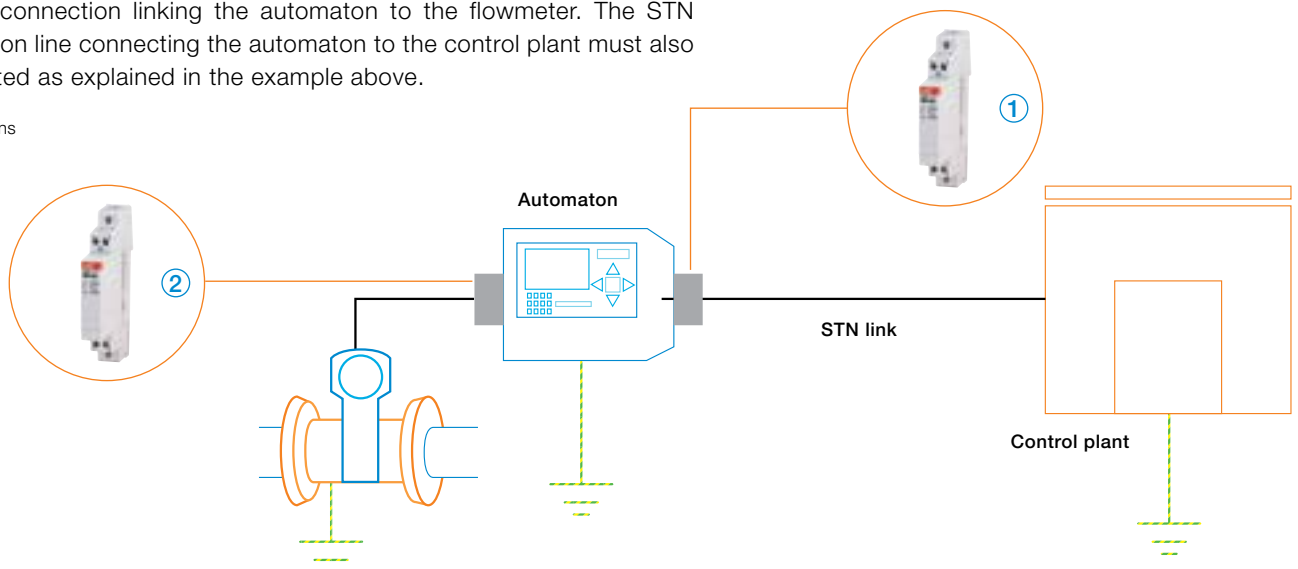 connection linking the automaton to the flowmeter. The STN
on line connecting the automaton to the control plant must also
ted as explained in the example above.
ns
1
Automaton
2
STN link
Control plant